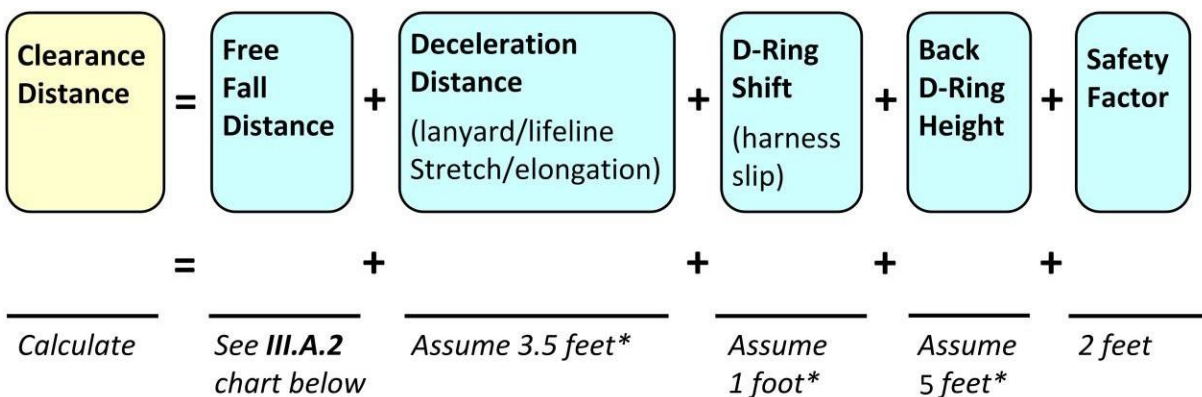 Clearance
Distance
=
Free
Fall
Distance
+
Deceleration
Distance
(lanyard/lifeline
Stretch/elongation)
+
D-Ring
Shift
(harness
slip)
+
Back
D-Ring
Height
+
Safety
Factor
= + + + +
Calculate
See III.A.2
chart below
Assume 3.5 feet*
Assume
1 foot*
Assume
5 feet*
2 feet